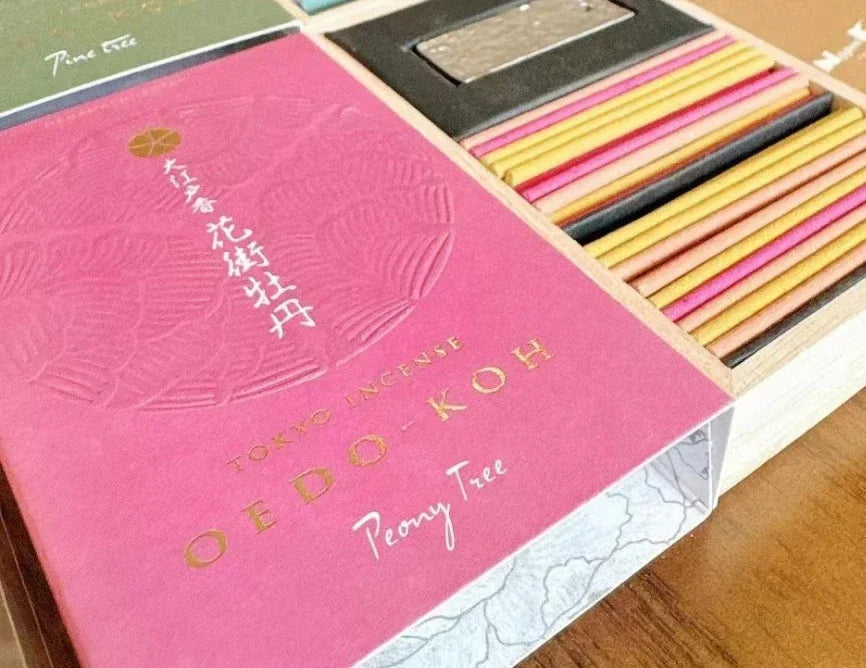 Pine Tree
大江戸香
花街牡丹
TOKYO INCENSE
OEDO-KOH
Peony Tree